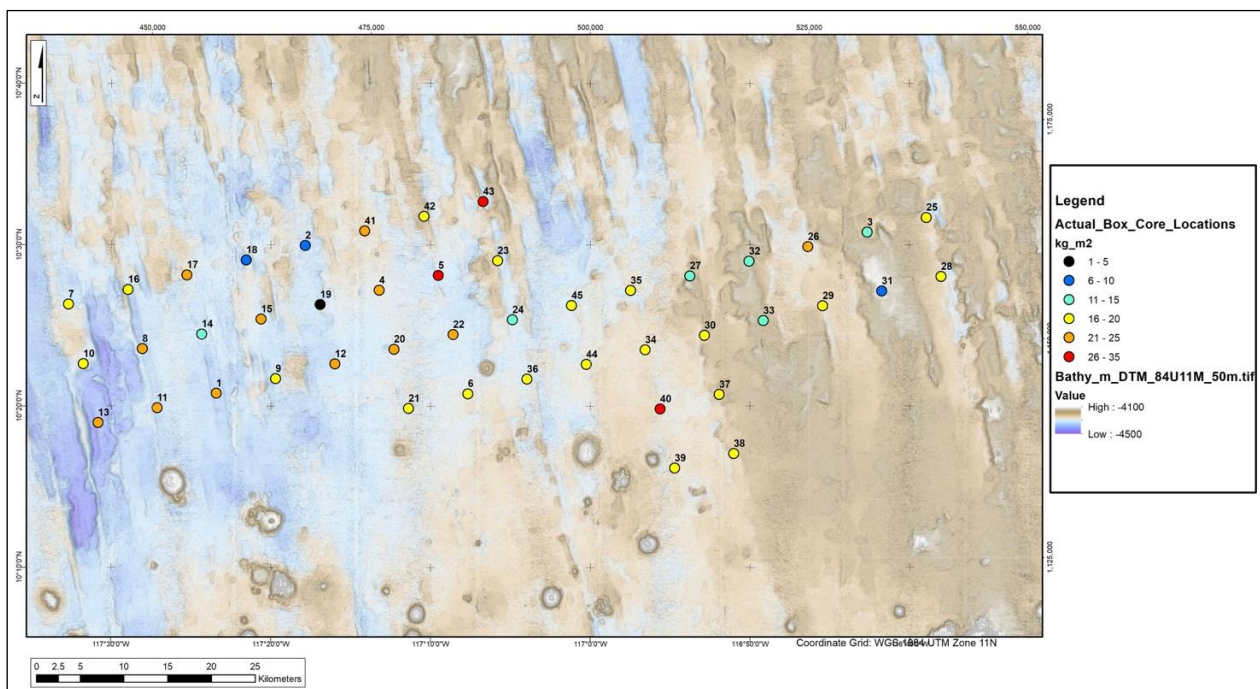 450,000 475,000 500,000 525,000 550,000
N
10°40'0"N
1,175,000
43
42
25
41
3
2
26
18
23
32
5
27
28
17
4
31
16
35
7
19
45
29
15
24
33
14
22
30
8
20
34
10
12
44
9
36
1
6
37
11
21
40
13
38
39
10°30'0"N
10°20'0"N
10°10'0"N
1,125,000
117°30'0"W 117°20'0"W 117°10'0"W 117°0'0"W 116°50'0"W
Coordinate Grid: WGS 1984 UTM Zone 11N
0 2.5 5 10 15 20 25
Kilometers
Legend
Actual_Box_Core_Locations
kg_m2
1 - 5
6 - 10
11 - 15
16 - 20
21 - 25
26 - 35
Bathy_m_DTM_84U11M_50m.tif
Value
High : -4100
Low : -4500